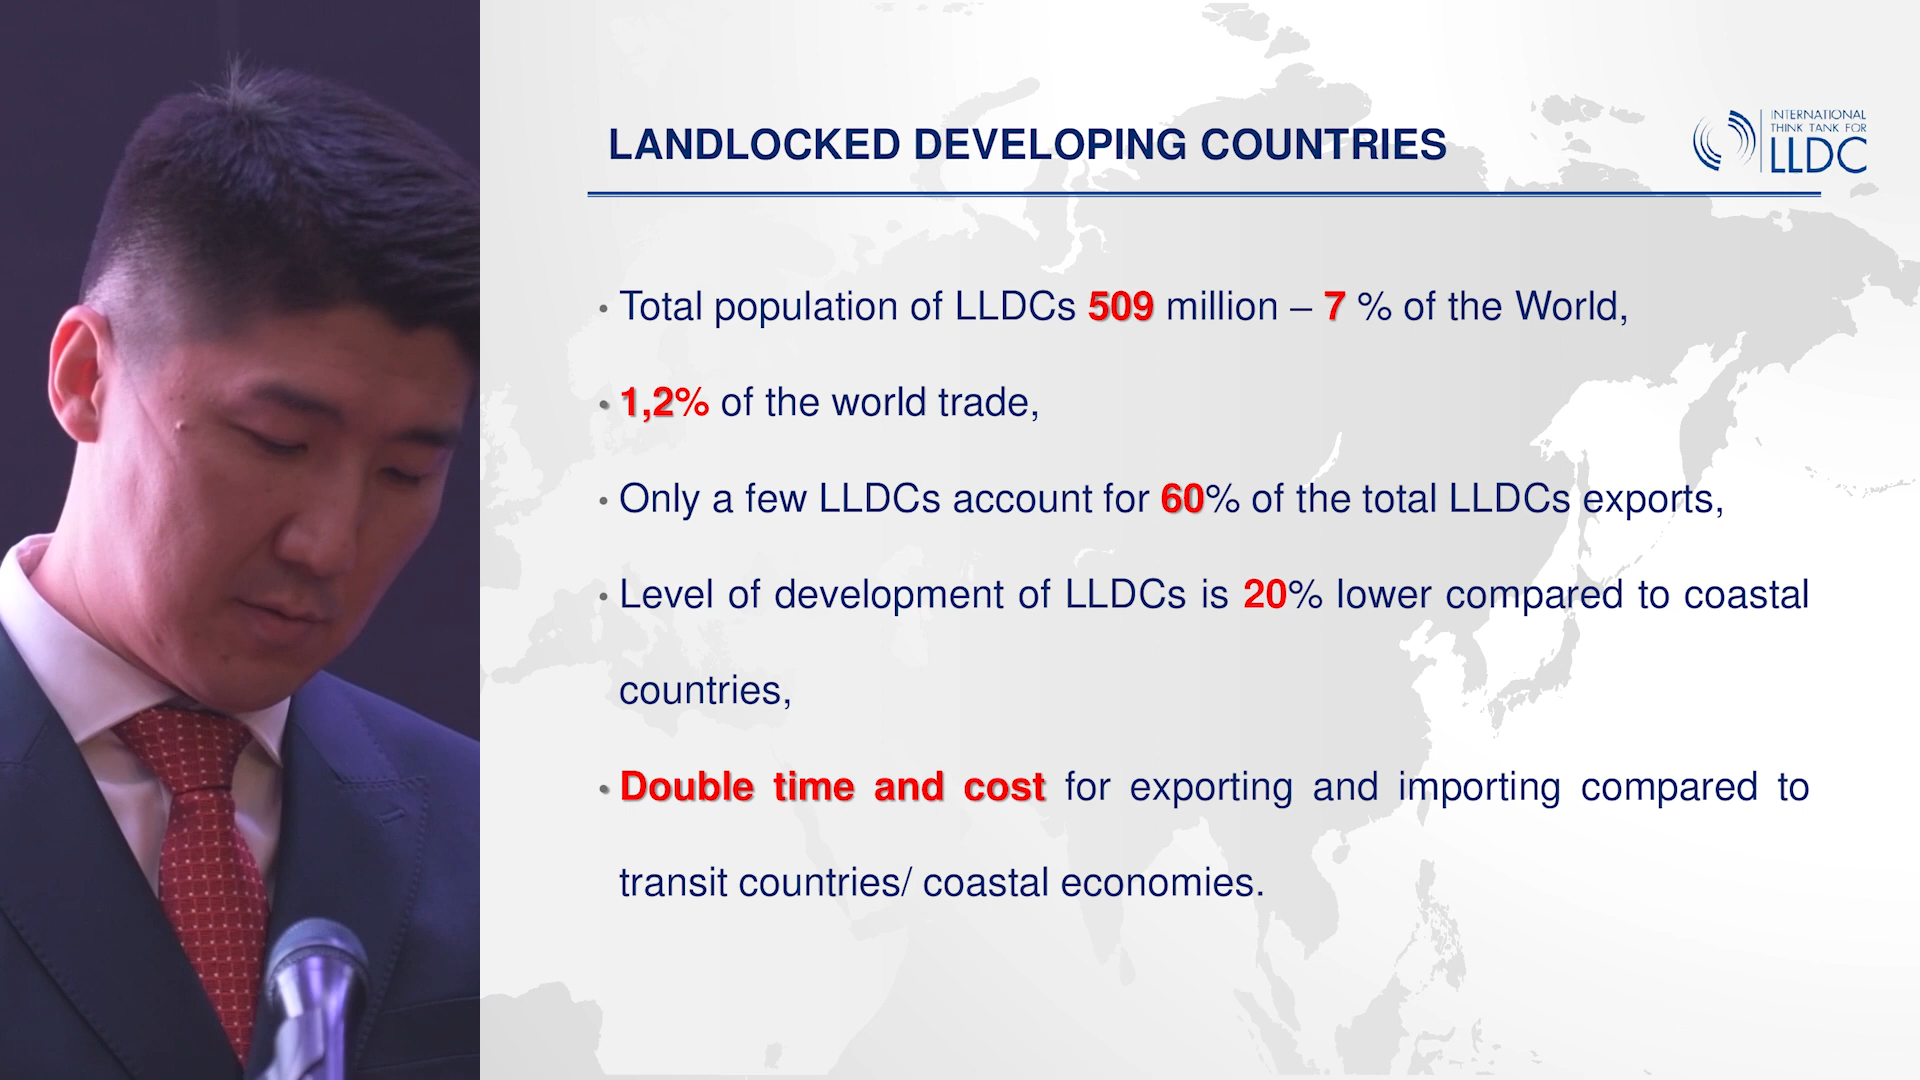 LANDLOCKED DEVELOPING COUNTRIES
INTERNATIONAL
THINK TANK FOR
LLDC
• Total population of LLDCs 509 million – 7 % of the World,
• 1,2% of the world trade,
• Only a few LLDCs account for 60% of the total LLDCs exports,
• Level of development of LLDCs is 20% lower compared to coastal
countries,
• Double time and cost for exporting and importing compared to
transit countries/ coastal economies.